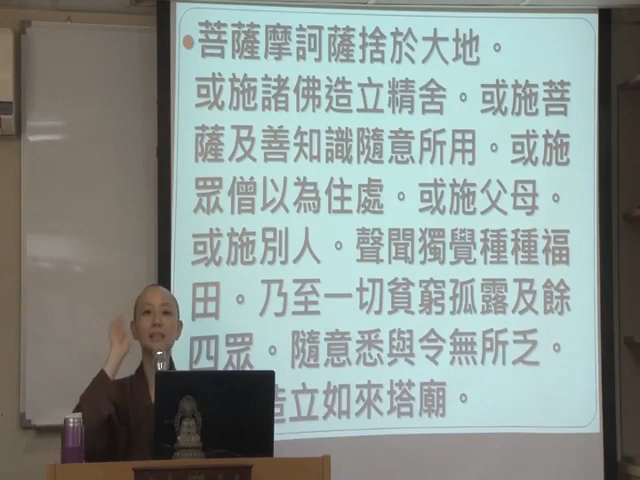 菩薩摩訶薩捨於大地。
或施諸佛造立精舍。或施菩
薩及善知識隨意所用。或施
眾僧以為住處。或施父母。
或施別人。聲聞獨覺種種福
田。乃至一切貧窮孤露及餘
四眾。隨意悉與令無所乏。
造立如來塔廟。